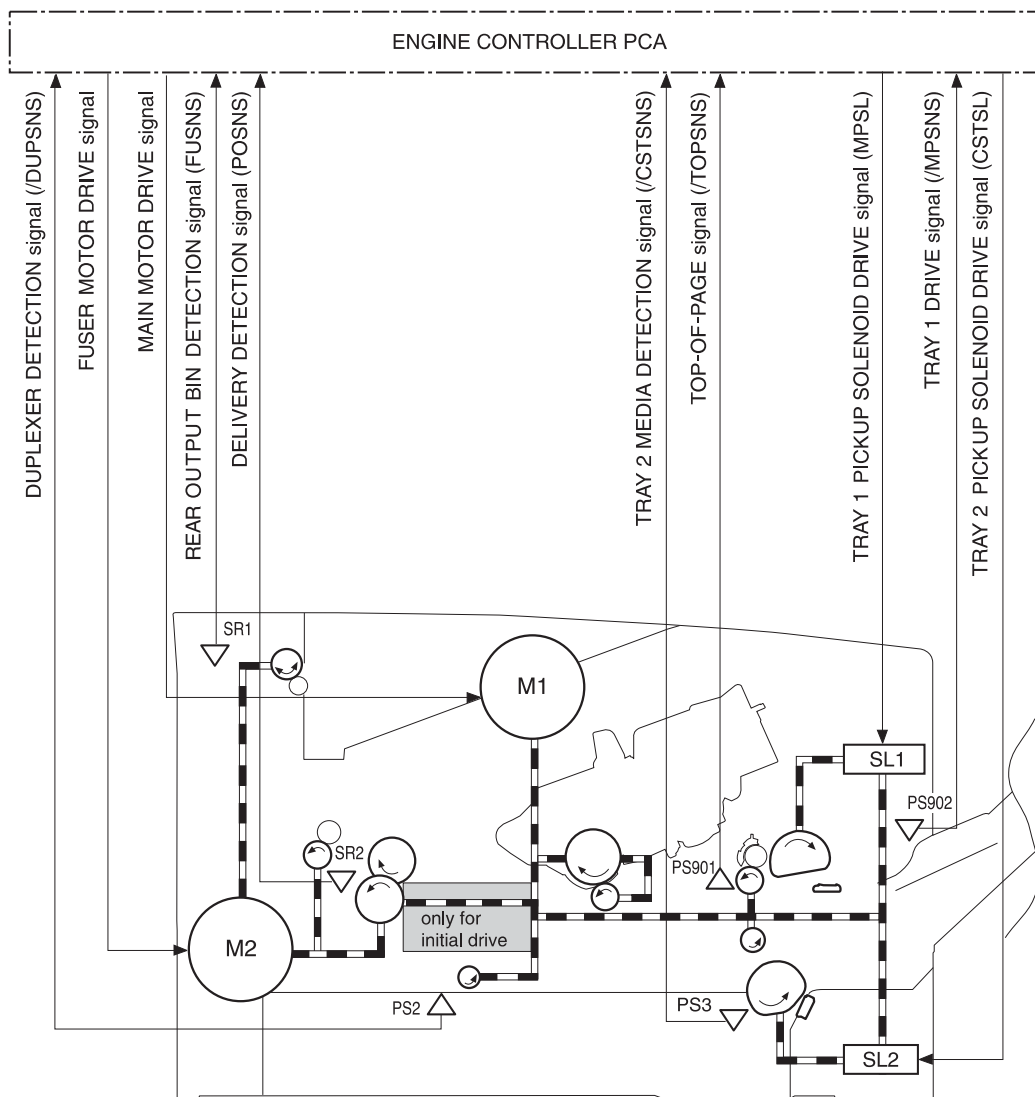 ENGINE CONTROLLER PCA
DUPLEXER DETECTION signal (/DUPSNS)
FUSER MOTOR DRIVE signal
MAIN MOTOR DRIVE signal
REAR OUTPUT BIN DETECTION signal (FUSNS)
DELIVERY DETECTION signal (POSNS)
TRAY 2 MEDIA DETECTION signal (/CSTSNS)
TOP-OF-PAGE signal (/TOPSNS)
TRAY 1 PICKUP SOLENOID DRIVE signal (MPSL)
TRAY 1 DRIVE signal (/MPSNS)
TRAY 2 PICKUP SOLENOID DRIVE signal (CSTSL)
SR1
M1
SL1
PS902
SR2
PS901
only for
initial drive
M2
PS2
PS3
SL2